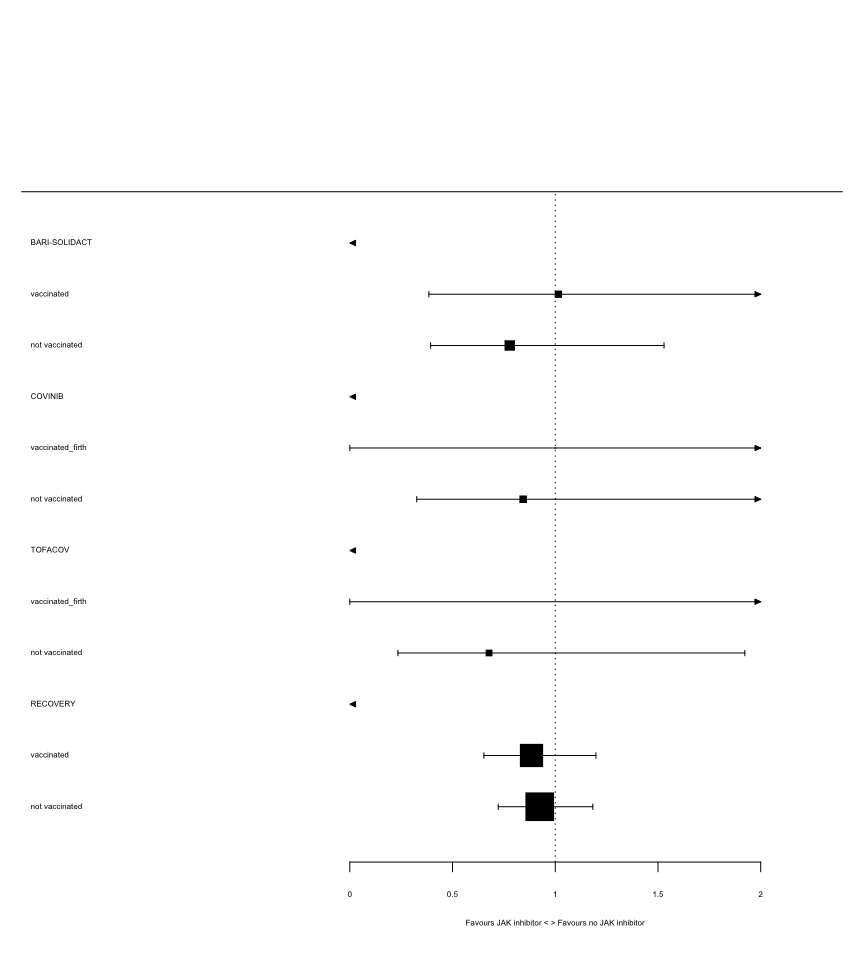 BARI-SOLIDACT
vaccinated
not vaccinated
COVINIB
vaccinated_firth
not vaccinated
TOFACOV
vaccinated_firth
not vaccinated
RECOVERY
vaccinated
not vaccinated
0 0.5 1 1.5 2
Favours JAK inhibitor < > Favours no JAK inhibitor